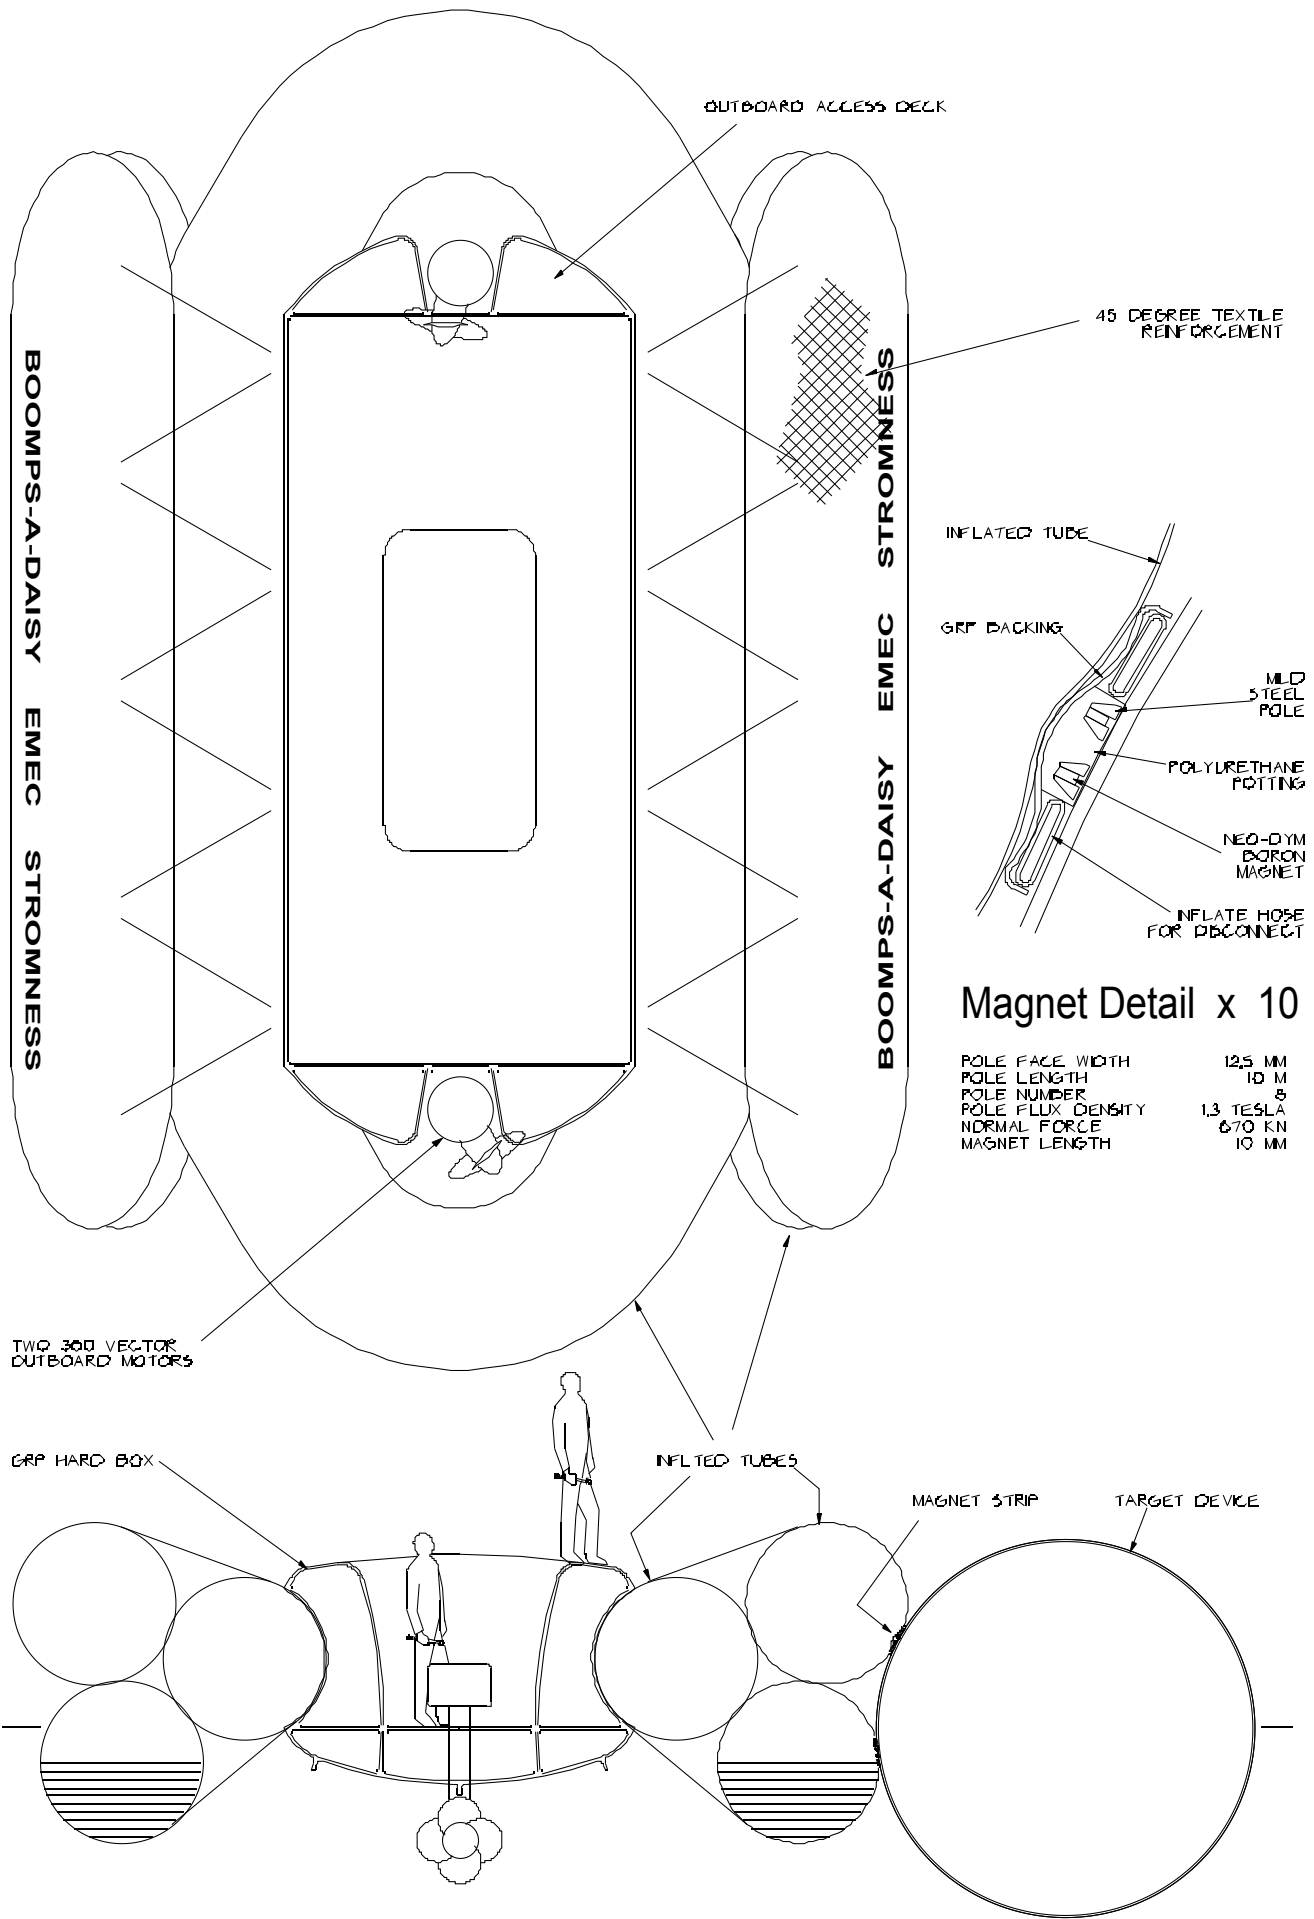 OUTBOARD ACCESS DECK
45 DEGREE TEXTILE
REINFORCEMENT
BOOMPS-A-DAISY EMEC STROMNESS
BOOMPS-A-DAISY EMEC STROMNESS
INFLATED TUBE
GRP BACKING
MILD
STEEL
POLE
POLYURETHANE
POTTING
NEO-DYM
BORON
MAGNET
INFLATE HOSE
FOR DISCONNECT
Magnet Detail x 10
POLE FACE WIDTH 12.5 MM
POLE LENGTH 10 M
POLE NUMBER 8
POLE FLUX DENSITY 1.3 TESLA
NORMAL FORCE 670 KN
MAGNET LENGTH 10 MM
TWO 360 VECTOR
OUTBOARD MOTORS
GRP HARD BOX
INFLTED TUBES
MAGNET STRIP
TARGET DEVICE